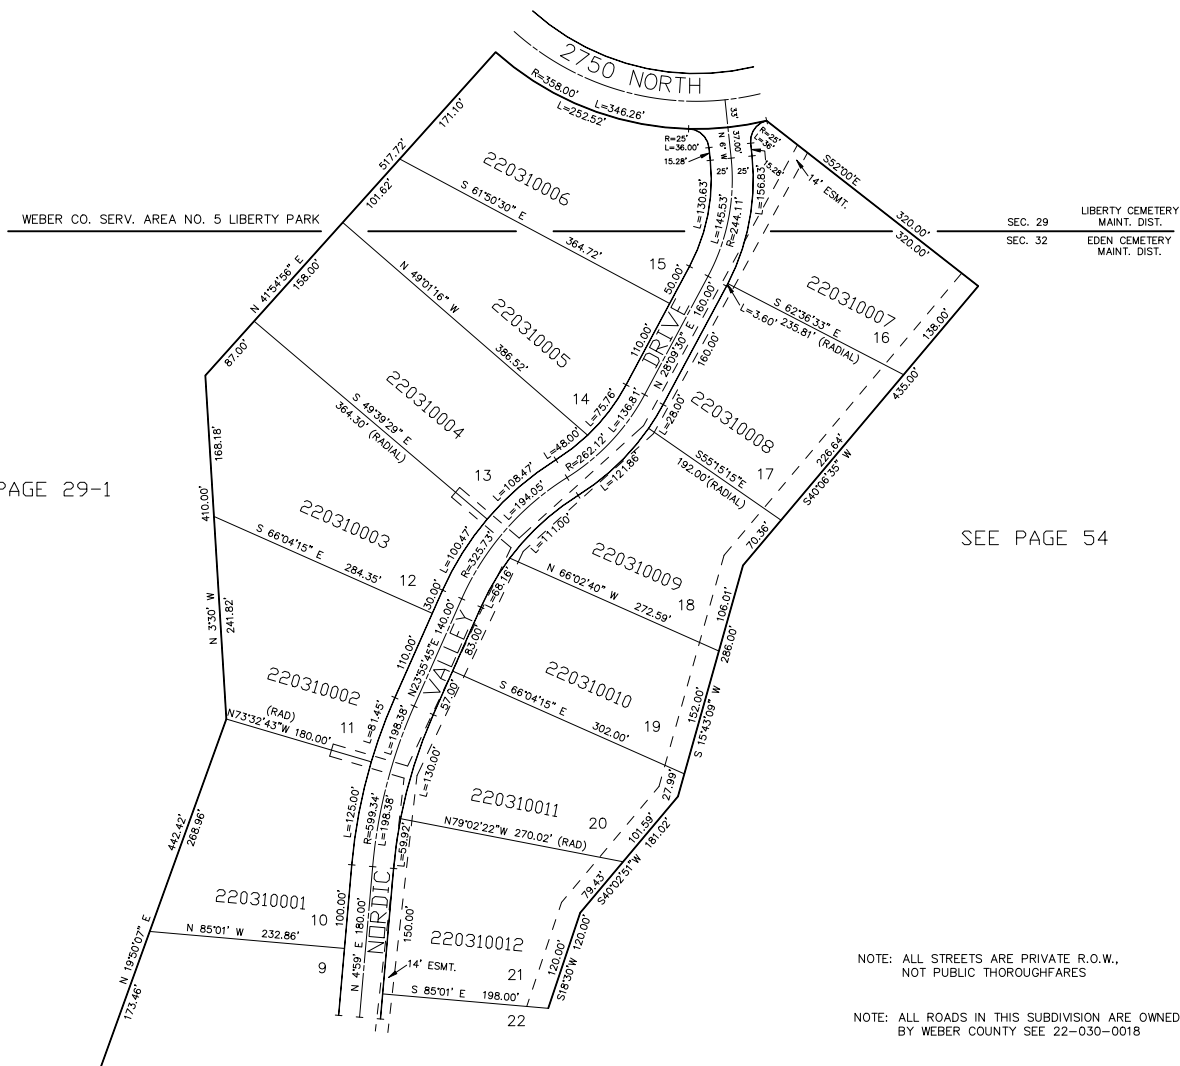 2750 NORTH
R=358.00'
L=346.26'
L=252.52'
171.10'
517.72'
101.62'
220310006
S 61°50'30" E
364.72'
R=25'
L=36.00'
15.28'
N 6° W
33'
37.00'
25'
25'
R=25'
L=36'
15.28'
14' ESMT.
S52°00'E
320.00'
320.00'
WEBER CO. SERV. AREA NO. 5 LIBERTY PARK
SEC. 29
LIBERTY CEMETERY
MAINT. DIST.
SEC. 32
EDEN CEMETERY
MAINT. DIST.
L=130.63'
L=145.53'
R=244.11'
L=156.83'
N 41°54'56" E
158.00'
N 49°01'16" W
386.52'
220310005
15
50.00'
110.00'
DRIVE
N 28°09'30" E 160.00'
160.00'
L=3.60'
220310007
S 62°36'33" E
235.81' (RADIAL)
16
138.00'
435.00'
87.00'
220310004
S 49°39'29" E
364.30' (RADIAL)
14
L=75.76'
L=136.81'
L=28.00'
220310008
17
S55°15'15"E
192.00'(RADIAL)
226.64'
S40°06'35" W
70.36'
168.18'
410.00'
13
L=48.00'
L=108.47'
R=262.12'
L=194.05'
L=121.86'
PAGE 29-1
SEE PAGE 54
220310003
S 66°04'15" E
284.35'
12
L=100.47'
R=325.73'
L=111.00'
L=68.16'
30.00'
220310009
N 66°02'40" W
272.59'
18
106.01'
286.00'
N 3°30' W
241.82'
N23°55'45"E 140.00'
VALLEY
83.00'
110.00'
57.00'
220310010
S 66°04'15" E
302.00'
19
152.00'
S 15°43'09" W
27.99'
220310002
(RAD)
N73°32'43"W 180.00'
11
L=81.45'
L=198.38'
L=130.00'
220310011
20
N79°02'22"W 270.02' (RAD)
101.59'
181.02'
79.43'
S40°02'51"W
L=125.00'
R=599.34'
L=198.38'
L=59.92'
442.42'
268.96'
220310001
10
N 85°01' W 232.86'
9
100.00'
N 4°59' E 180.00'
NORDIC
150.00'
14' ESMT.
220310012
21
S 85°01' E 198.00'
22
120.00'
S18°30'W 120.00'
N 19°50'07" E
173.46'
NOTE: ALL STREETS ARE PRIVATE R.O.W.,
NOT PUBLIC THOROUGHFARES
NOTE: ALL ROADS IN THIS SUBDIVISION ARE OWNED
BY WEBER COUNTY SEE 22-030-0018